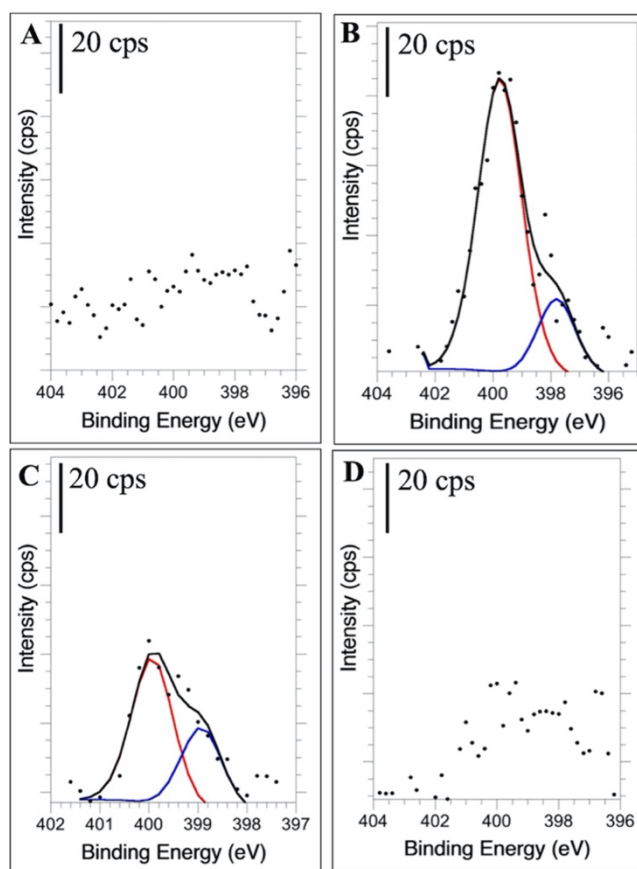 A
20 cps
Intensity (cps)
404 402 400 398 396
Binding Energy (eV)
B
20 cps
Intensity (cps)
404 402 400 398 396
Binding Energy (eV)
C
20 cps
Intensity (cps)
402 401 400 399 398 397
Binding Energy (eV)
D
20 cps
Intensity (cps)
404 402 400 398 396
Binding Energy (eV)